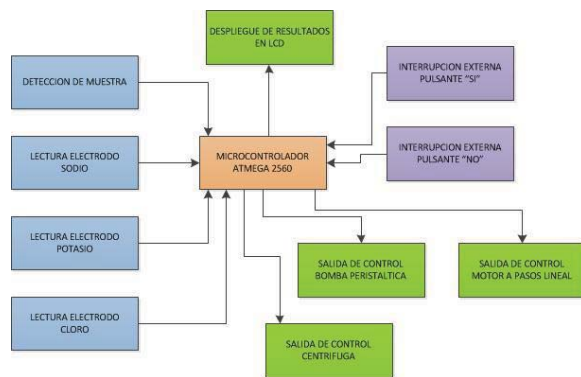 DESPLIEGUE DE RESULTADOS
EN LCD
DETECCION DE MUESTRA
INTERRUPCION EXTERNA
PULSANTE "SI"
LECTURA ELECTRODO
SODIO
MICROCONTROLADOR
ATMEGA 2560
INTERRUPCION EXTERNA
PULSANTE "NO"
LECTURA ELECTRODO
POTASIO
SALIDA DE CONTROL
BOMBA PERISTALTICA
SALIDA DE CONTROL
MOTOR A PASOS LINEAL
LECTURA ELECTRODO
CLORO
SALIDA DE CONTROL
CENTRIFUGA